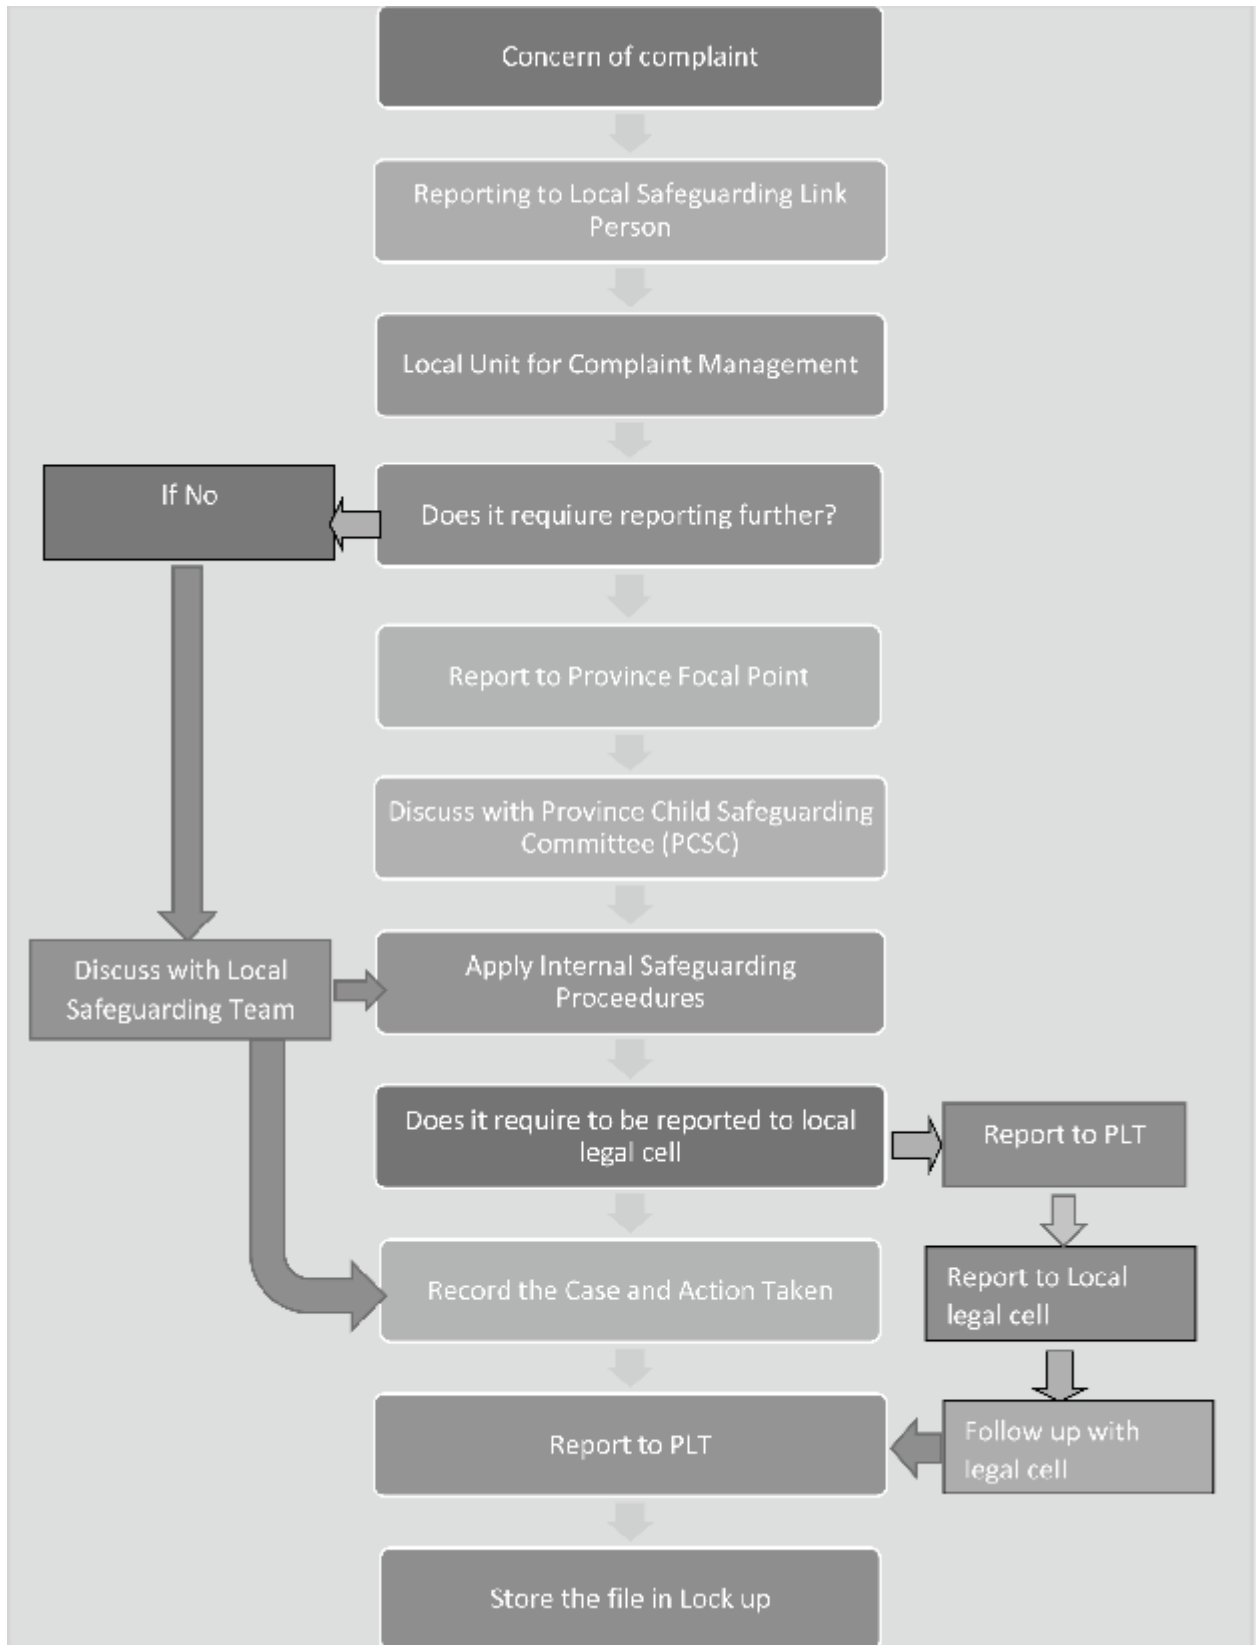 Concern of complaint
Reporting to Local Safeguarding Link
Person
Local Unit for Complaint Management
If No
Does it requiure reporting further?
Report to Province Focal Point
Discuss with Province Child Safeguarding
Committee (PCSC)
Discuss with Local
Safeguarding Team
Apply Internal Safeguarding
Proceedures
Does it require to be reported to local
legal cell
Report to PLT
Report to Local
legal cell
Record the Case and Action Taken
Follow up with
legal cell
Report to PLT
Store the file in Lock up